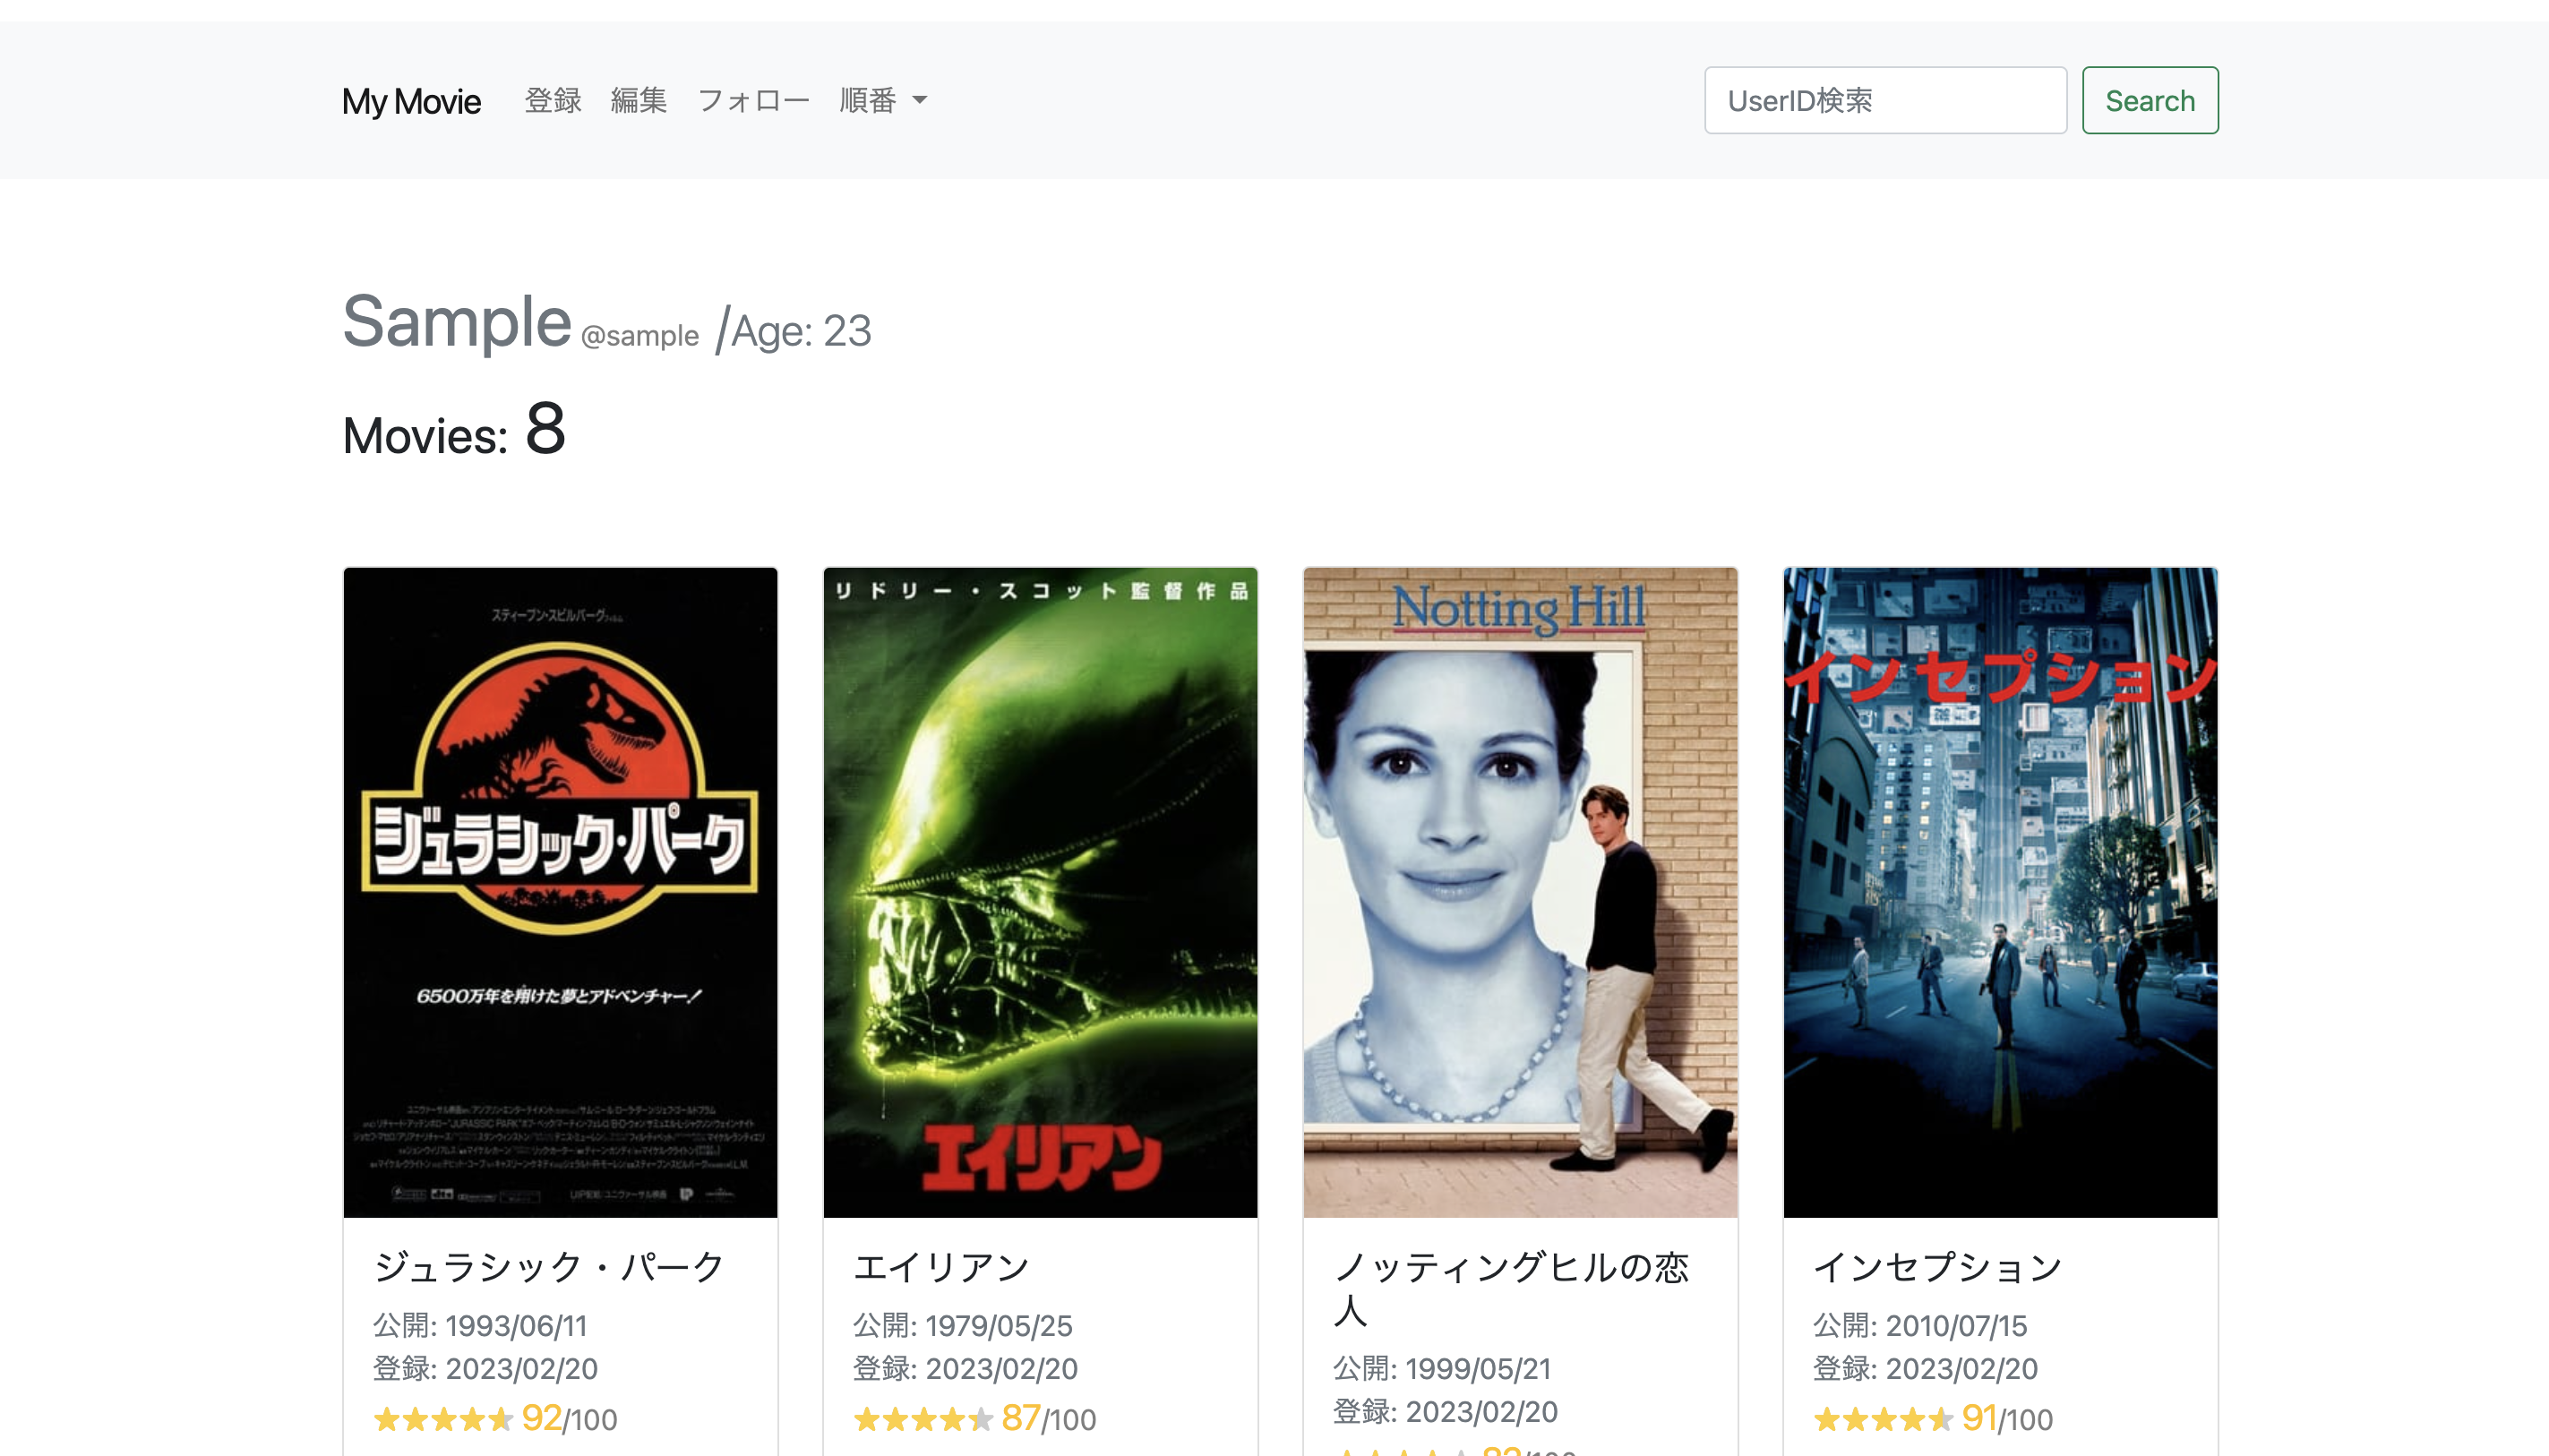 My Movie 登録 編集 フォロー 順番
UserID検索 Search
Sample @sample /Age: 23
Movies: 8
スティーブン・スピルバーグフィルム
ジュラシック・パーク
6500万年を翔けた夢とアドベンチャー!
リドリー・スコット監督作品
エイリアン
Notting Hill
インセプション
ジュラシック・パーク
公開: 1993/06/11
登録: 2023/02/20
92/100
エイリアン
公開: 1979/05/25
登録: 2023/02/20
87/100
ノッティングヒルの恋
人
公開: 1999/05/21
登録: 2023/02/20
インセプション
公開: 2010/07/15
登録: 2023/02/20
91/100